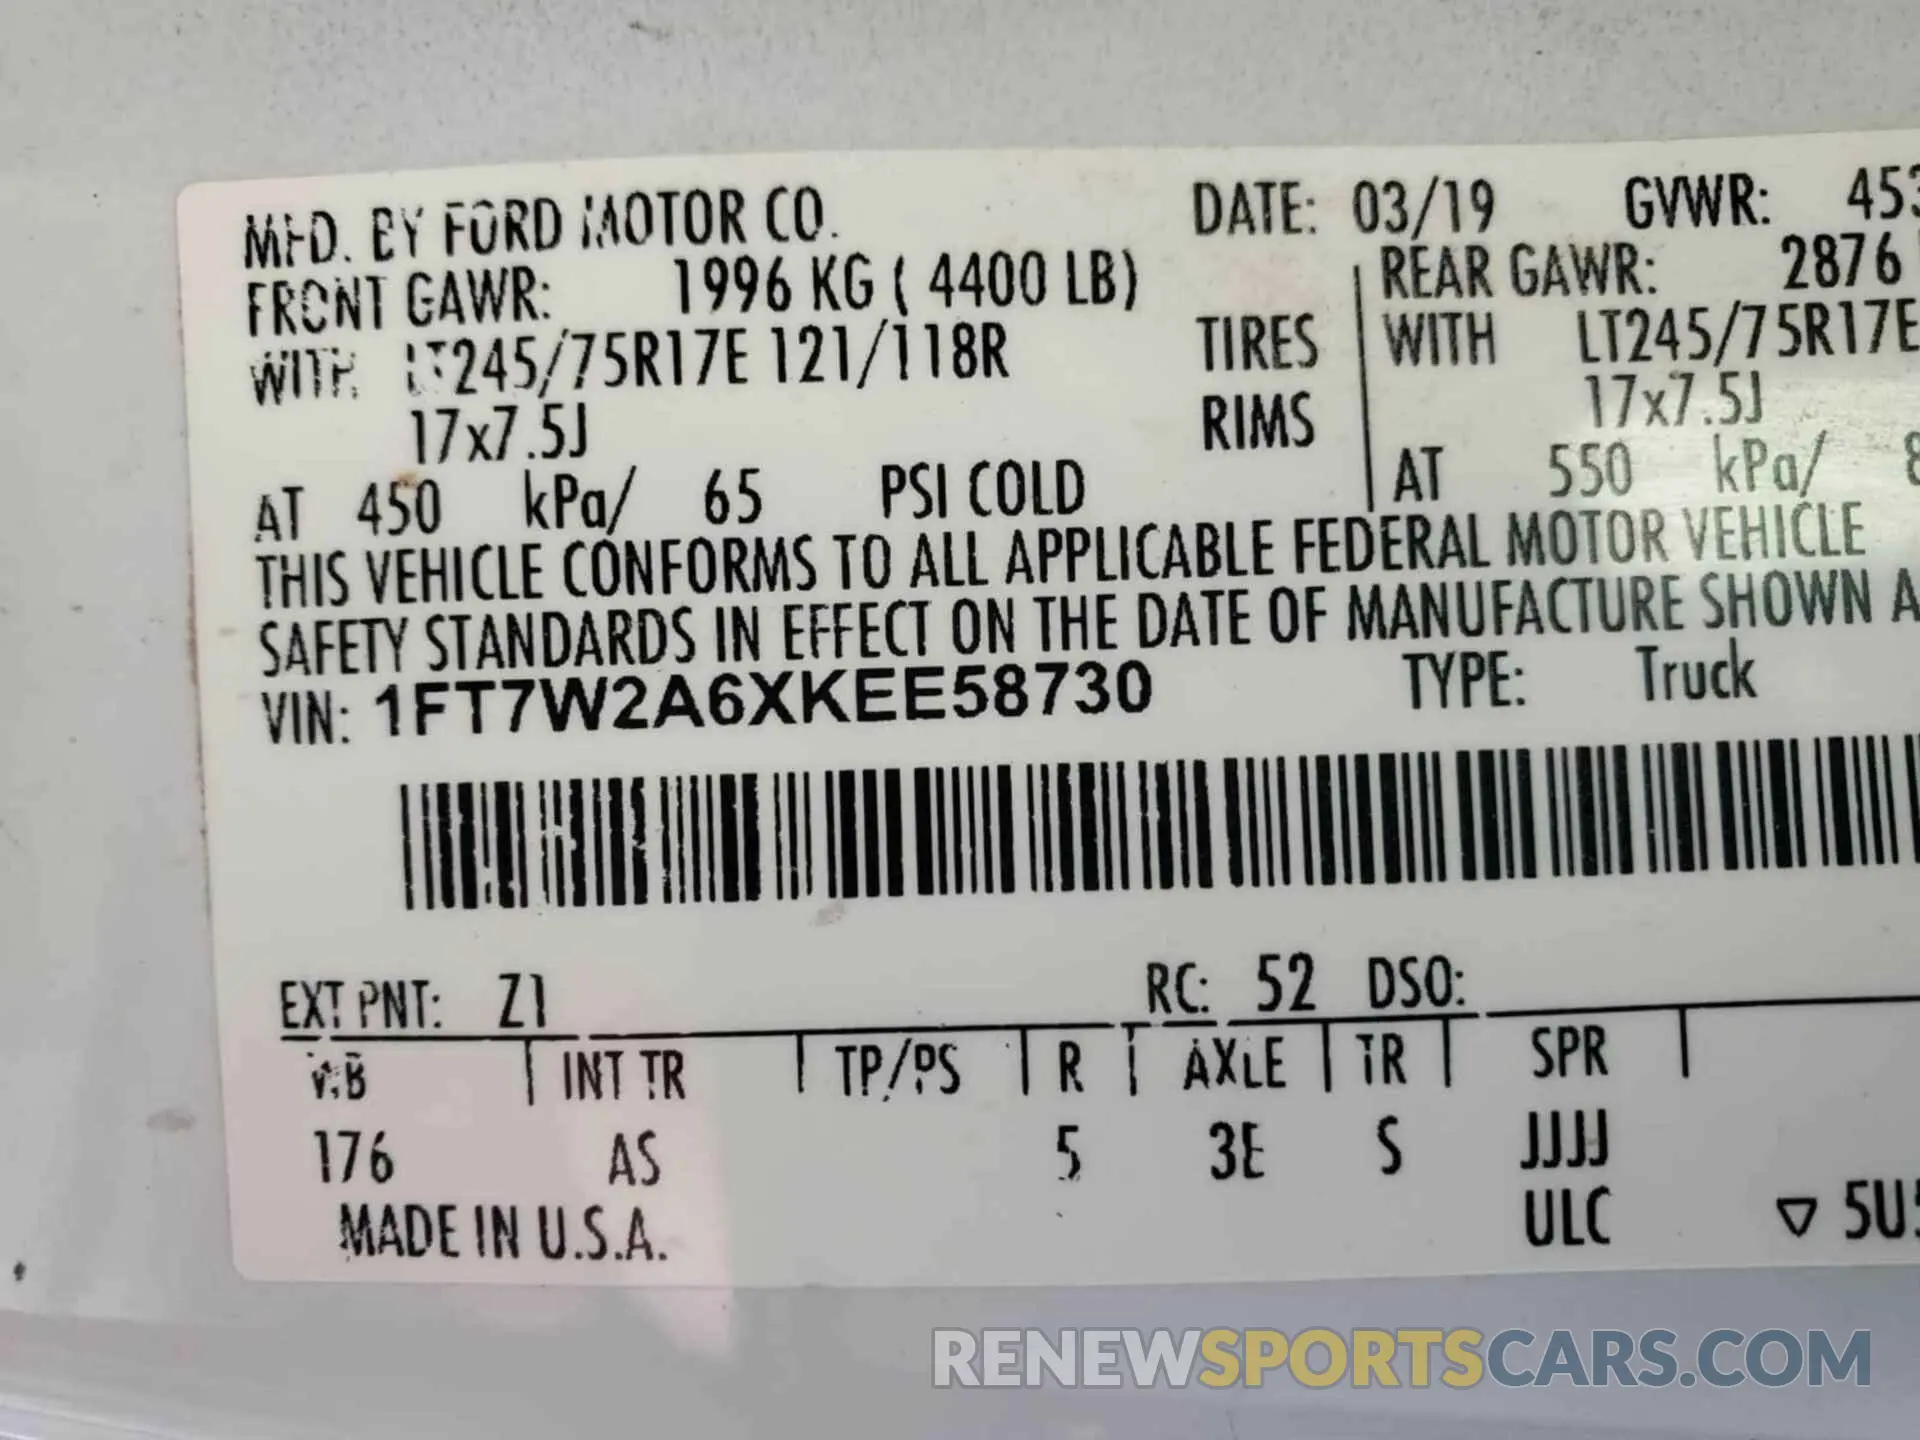 MFD. BY FORD MOTOR CO. DATE: 03/19 GVWR: 453
FRONT GAWR: 1996 KG ( 4400 LB) REAR GAWR: 2876
WITH LT245/75R17E 121/118R TIRES WITH LT245/75R17E
17x7.5J RIMS 17x7.5J
AT 450 kPa/ 65 PSI COLD AT 550 kPa/ 8
THIS VEHICLE CONFORMS TO ALL APPLICABLE FEDERAL MOTOR VEHICLE
SAFETY STANDARDS IN EFFECT ON THE DATE OF MANUFACTURE SHOWN A
VIN: 1FT7W2A6XKEE58730 TYPE: Truck
EXT PNT: Z1 RC: 52 DSO:
WB INT TR TP/PS R AXLE TR SPR
176 AS 5 3E S JJJJ
MADE IN U.S.A. ULC ▽ 5U5
RENEWSPORTSCARS.COM